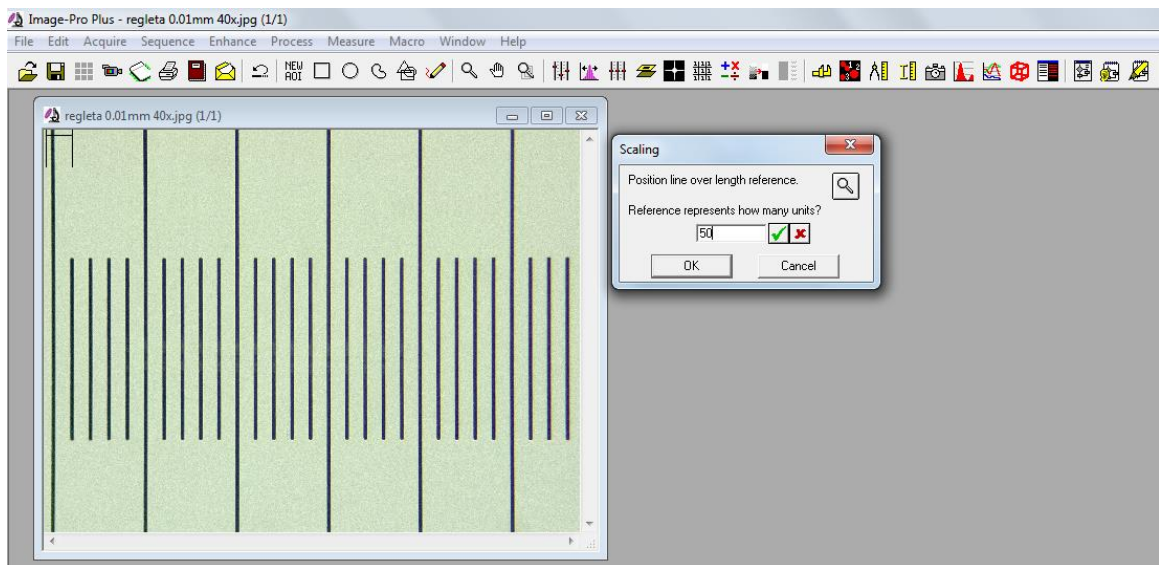 Image-Pro Plus - regleta 0.01mm 40x.jpg (1/1)
File Edit Acquire Sequence Enhance Process Measure Macro Window Help
NEW
AOI
regleta 0.01mm 40x.jpg (1/1)
Scaling
Position line over length reference.
Reference represents how many units?
50
OK Cancel